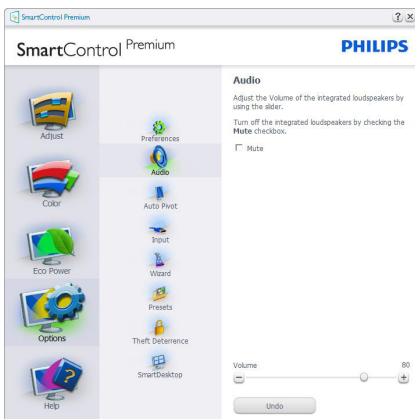 SmartControl Premium
SmartControl Premium
PHILIPS
Adjust
Color
Eco Power
Options
Help
Preferences
Audio
Auto Pivot
Input
Wizard
Presets
Theft Deterrence
SmartDesktop
Audio
Adjust the Volume of the integrated loudspeakers by
using the slider.
Turn off the integrated loudspeakers by checking the
Mute checkbox.
Mute
Volume 80
Undo